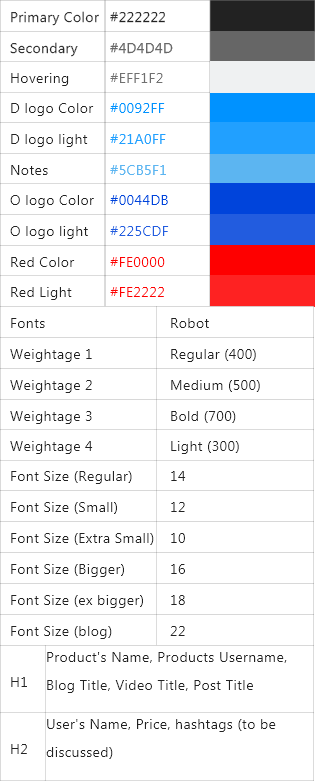 Primary Color #222222
Secondary #4D4D4D
Hovering #EFF1F2
D logo Color #0092FF
D logo light #21A0FF
Notes #5CB5F1
O logo Color #0044DB
O logo light #225CDF
Red Color #FE0000
Red Light #FE2222
Fonts Robot
Weightage 1 Regular (400)
Weightage 2 Medium (500)
Weightage 3 Bold (700)
Weightage 4 Light (300)
Font Size (Regular) 14
Font Size (Small) 12
Font Size (Extra Small) 10
Font Size (Bigger) 16
Font Size (ex bigger) 18
Font Size (blog) 22
H1 Product's Name, Products Username,
Blog Title, Video Title, Post Title
H2 User's Name, Price, hashtags (to be
discussed)